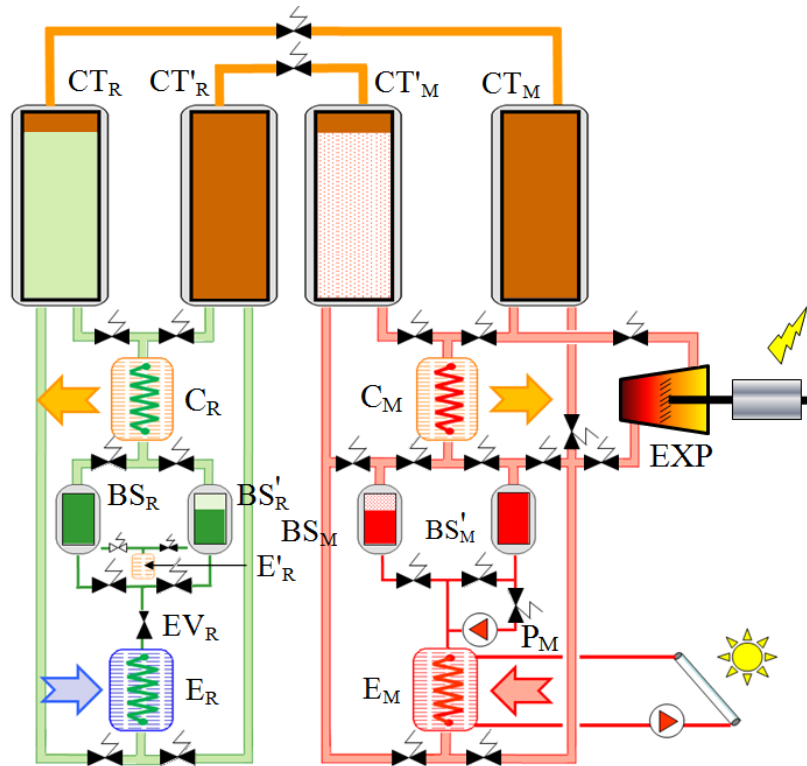 CT_R CT'_R CT'_M CT_M
C_R C_M EXP
BS_R BS'_R BS_M BS'_M
E'_R
EV_R P_M
E_R E_M